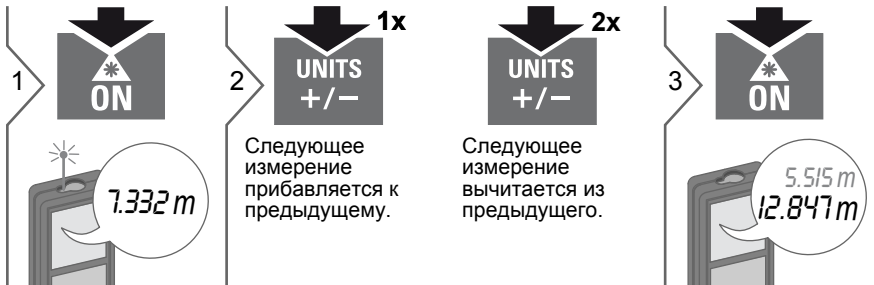 1
ON
7.332 m
2
1x
UNITS
+/−
Следующее
измерение
прибавляется к
предыдущему.
2x
UNITS
+/−
Следующее
измерение
вычитается из
предыдущего.
3
ON
5.515 m
12.847 m